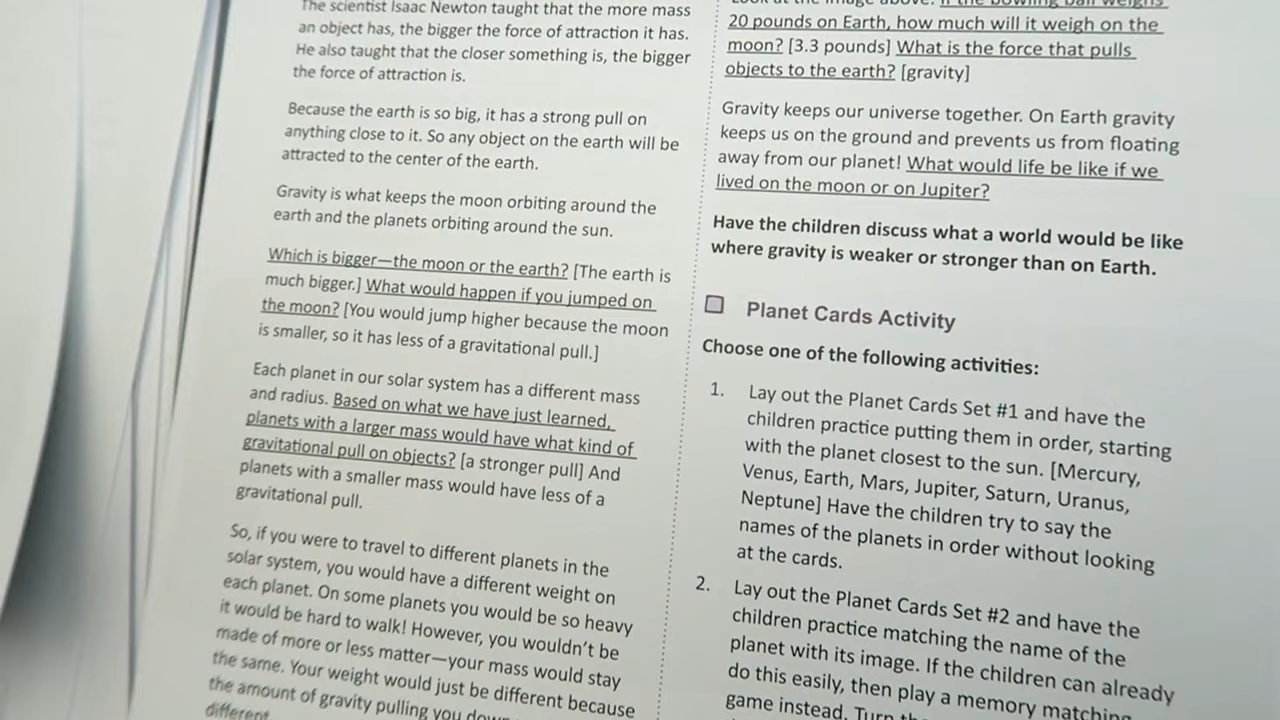 The scientist Isaac Newton taught that the more mass
an object has, the bigger the force of attraction it has.
He also taught that the closer something is, the bigger
the force of attraction is.
Because the earth is so big, it has a strong pull on
anything close to it. So any object on the earth will be
attracted to the center of the earth.
Gravity is what keeps the moon orbiting around the
earth and the planets orbiting around the sun.
Which is bigger—the moon or the earth? [The earth is
much bigger.] What would happen if you jumped on
the moon? [You would jump higher because the moon
is smaller, so it has less of a gravitational pull.]
Each planet in our solar system has a different mass
and radius. Based on what we have just learned,
planets with a larger mass would have what kind of
gravitational pull on objects? [a stronger pull] And
planets with a smaller mass would have less of a
gravitational pull.
So, if you were to travel to different planets in the
solar system, you would have a different weight on
each planet. On some planets you would be so heavy
it would be hard to walk! However, you wouldn't be
made of more or less matter—your mass would stay
the same. Your weight would just be different because
the amount of gravity pulling you down
different
Look at the image above. If the bowling ball weighs
20 pounds on Earth, how much will it weigh on the
moon? [3.3 pounds] What is the force that pulls
objects to the earth? [gravity]
Gravity keeps our universe together. On Earth gravity
keeps us on the ground and prevents us from floating
away from our planet! What would life be like if we
lived on the moon or on Jupiter?
Have the children discuss what a world would be like
where gravity is weaker or stronger than on Earth.
Planet Cards Activity
Choose one of the following activities:
1. Lay out the Planet Cards Set #1 and have the
children practice putting them in order, starting
with the planet closest to the sun. [Mercury,
Venus, Earth, Mars, Jupiter, Saturn, Uranus,
Neptune] Have the children try to say the
names of the planets in order without looking
at the cards.
2. Lay out the Planet Cards Set #2 and have the
children practice matching the name of the
planet with its image. If the children can already
do this easily, then play a memory matching
game instead. Turn